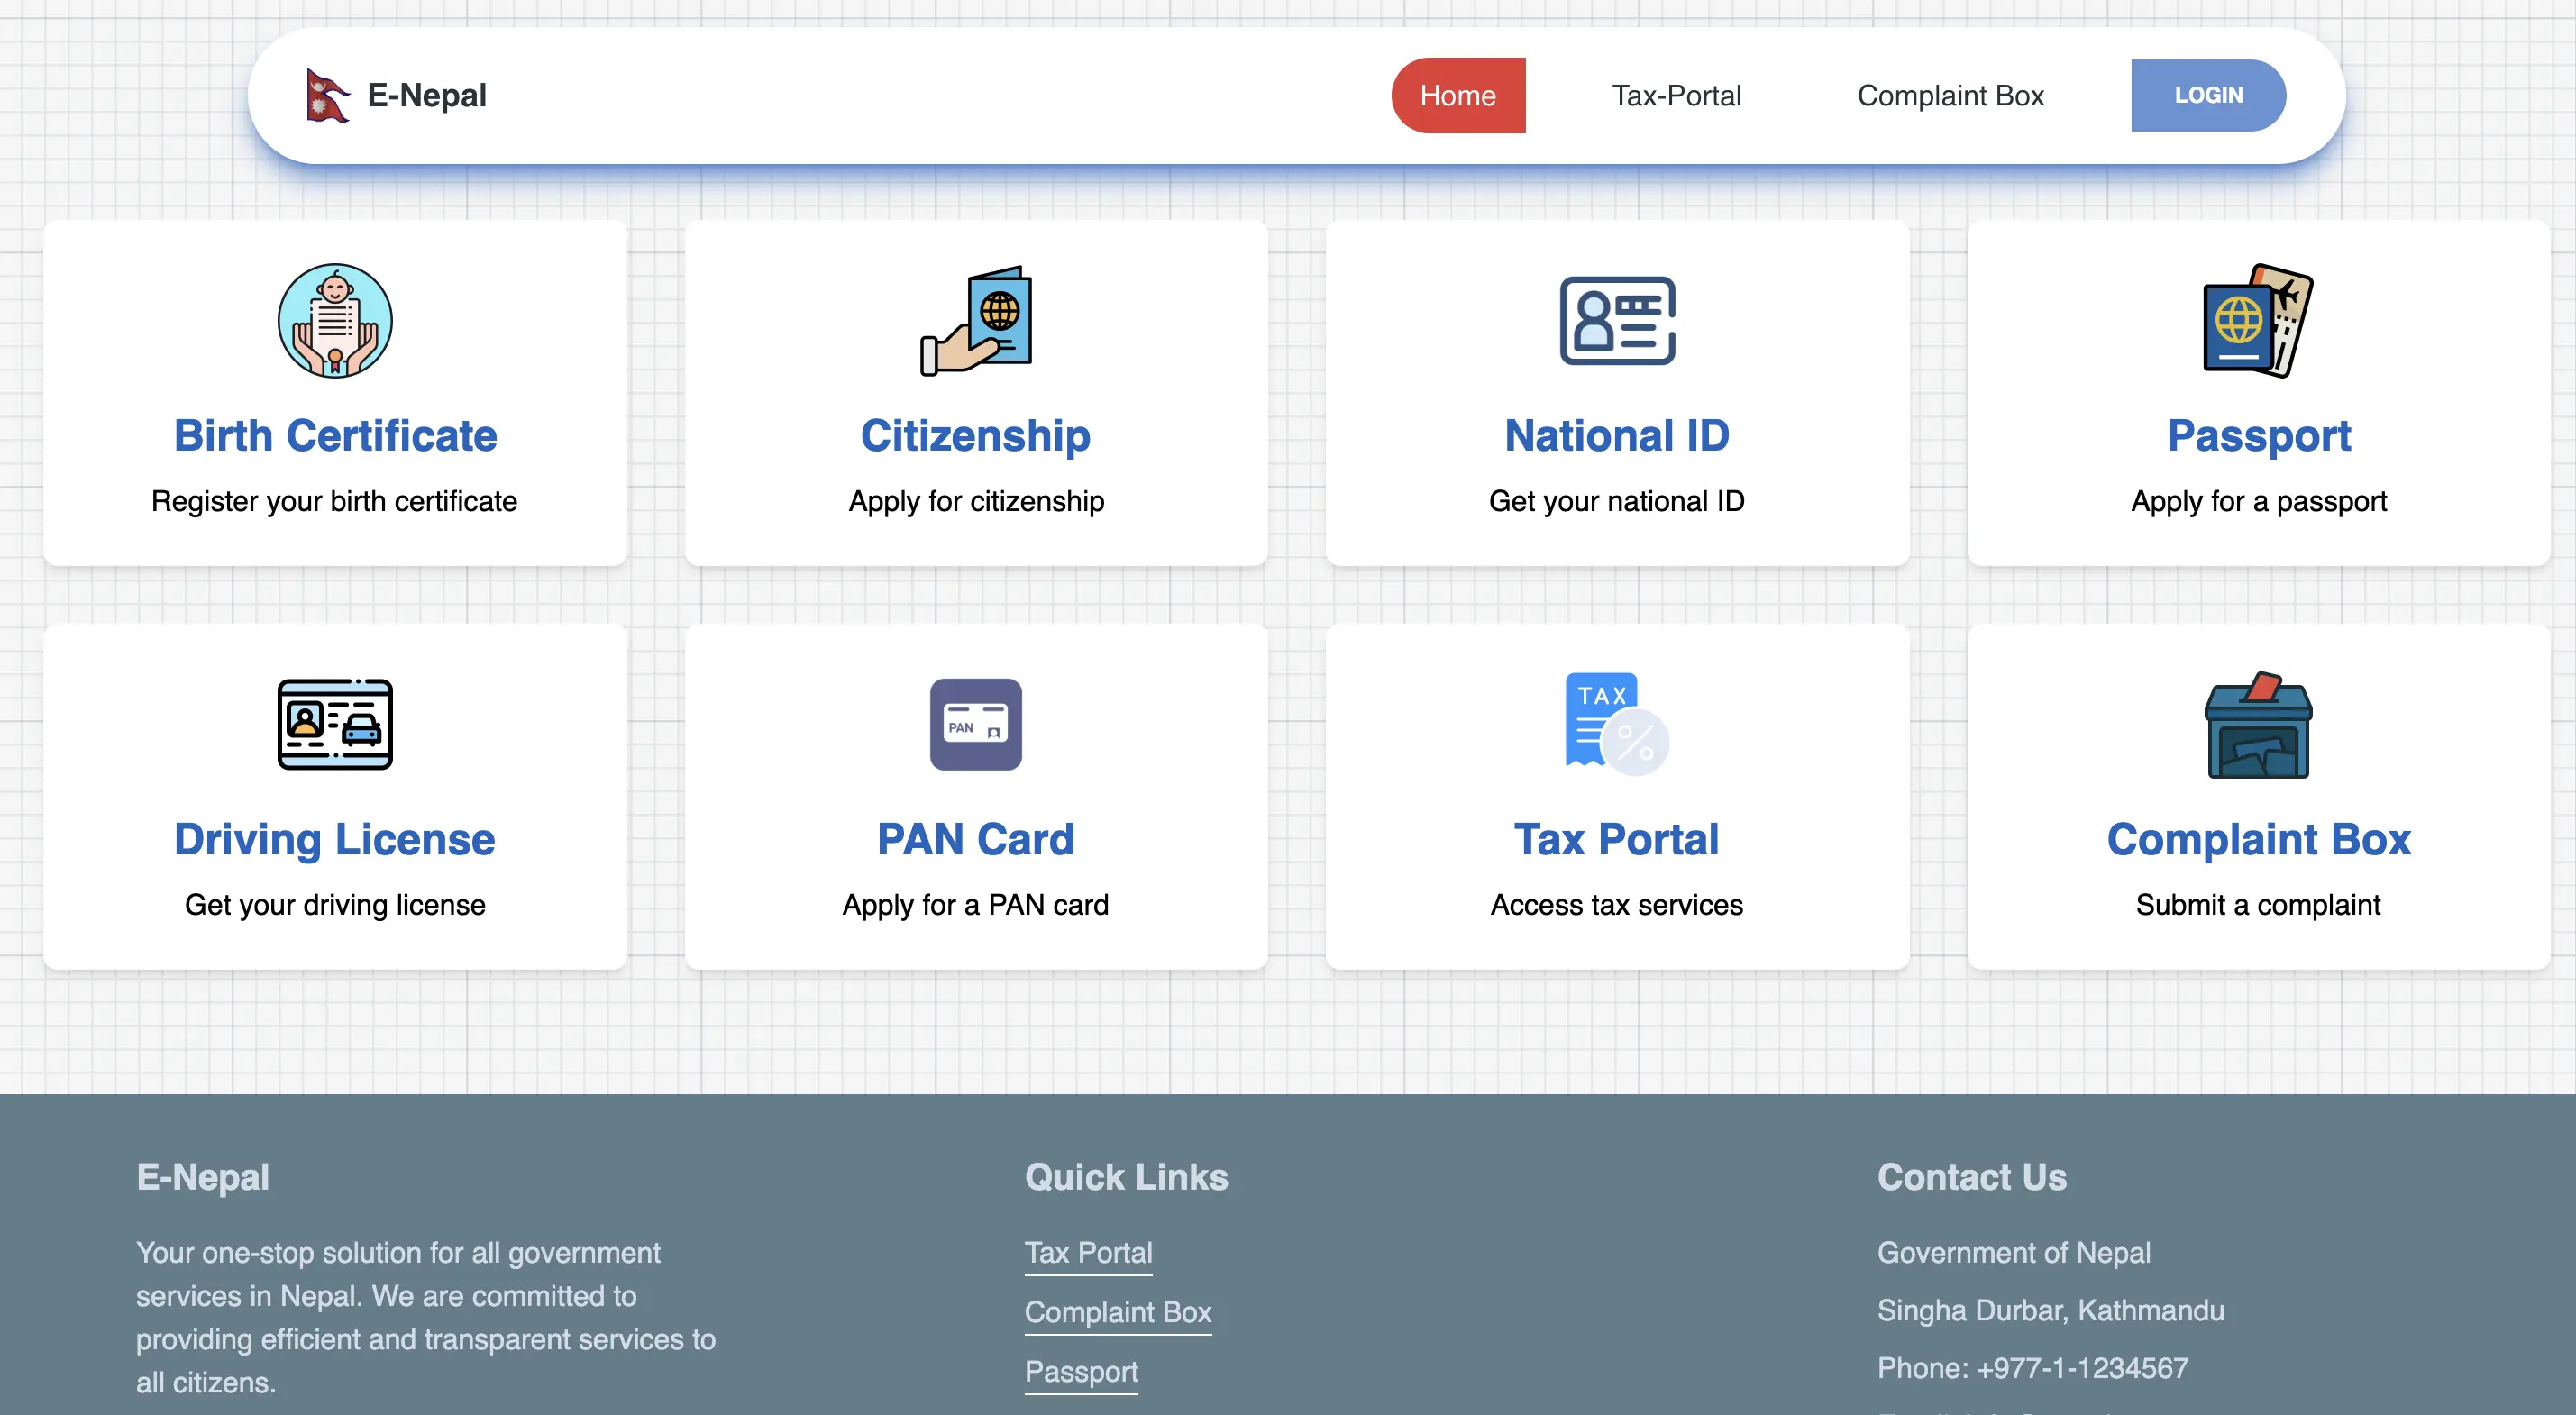 E-Nepal
Home
Tax-Portal
Complaint Box
LOGIN
Birth Certificate
Register your birth certificate
Citizenship
Apply for citizenship
National ID
Get your national ID
Passport
Apply for a passport
Driving License
Get your driving license
PAN
PAN Card
Apply for a PAN card
TAX
Tax Portal
Access tax services
Complaint Box
Submit a complaint
E-Nepal
Your one-stop solution for all government
services in Nepal. We are committed to
providing efficient and transparent services to
all citizens.
Quick Links
Tax Portal
Complaint Box
Passport
Contact Us
Government of Nepal
Singha Durbar, Kathmandu
Phone: +977-1-1234567